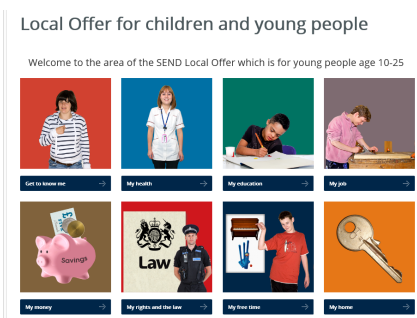 Local Offer for children and young people
Welcome to the area of the SEND Local Offer which is for young people age 10-25
Get to know me
My health
My education
My job
Savings
Law
My money
My rights and the law
My free time
My home